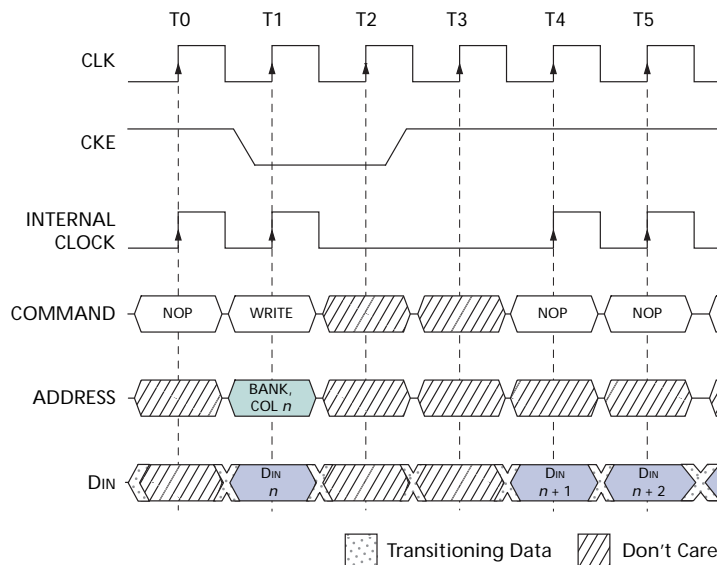 T0 T1 T2 T3 T4 T5
CLK
CKE
INTERNAL
CLOCK
COMMAND NOP WRITE NOP NOP
ADDRESS BANK,
COL n
DIN DIN
n DIN
n + 1 DIN
n + 2
Transitioning Data Don't Care